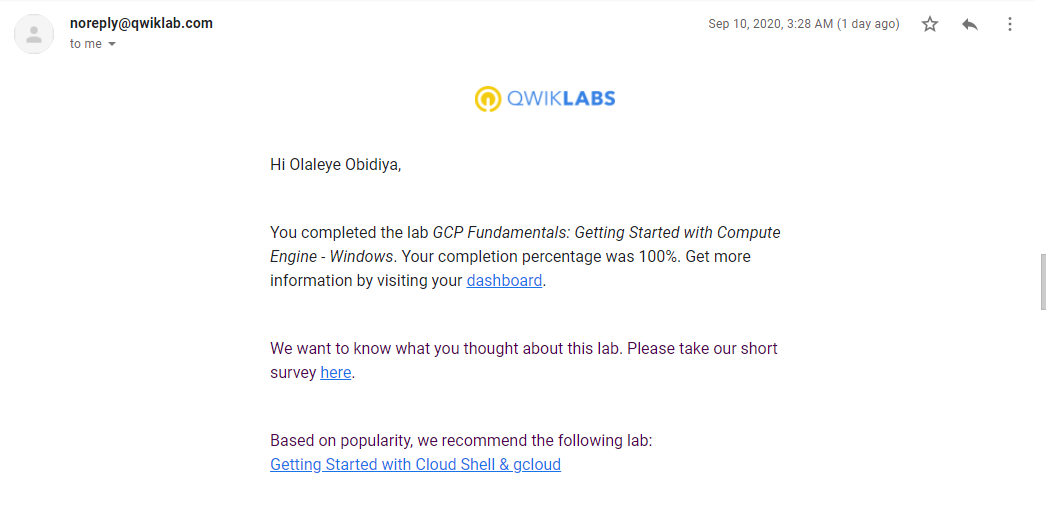 noreply@qwiklab.com
Sep 10, 2020, 3:28 AM (1 day ago)
to me
QWIKLABS
Hi Olaleye Obidiya,
You completed the lab GCP Fundamentals: Getting Started with Compute
Engine - Windows. Your completion percentage was 100%. Get more
information by visiting your dashboard.
We want to know what you thought about this lab. Please take our short
survey here.
Based on popularity, we recommend the following lab:
Getting Started with Cloud Shell & gcloud